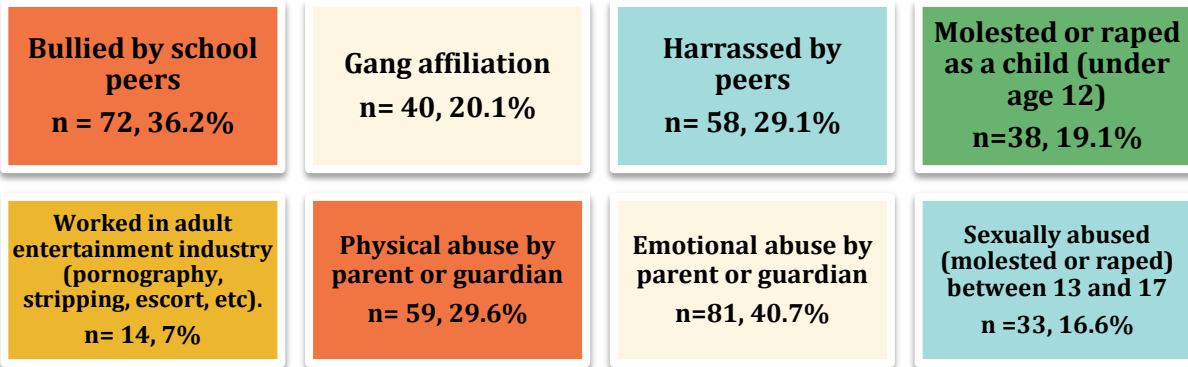 Bullied by school
peers
n = 72, 36.2%
Gang affiliation
n= 40, 20.1%
Harrassed by
peers
n= 58, 29.1%
Molested or raped
as a child (under
age 12)
n=38, 19.1%
Worked in adult
entertainment industry
(pornography,
stripping, escort, etc).
n= 14, 7%
Physical abuse by
parent or guardian
n= 59, 29.6%
Emotional abuse by
parent or guardian
n=81, 40.7%
Sexually abused
(molested or raped)
between 13 and 17
n =33, 16.6%